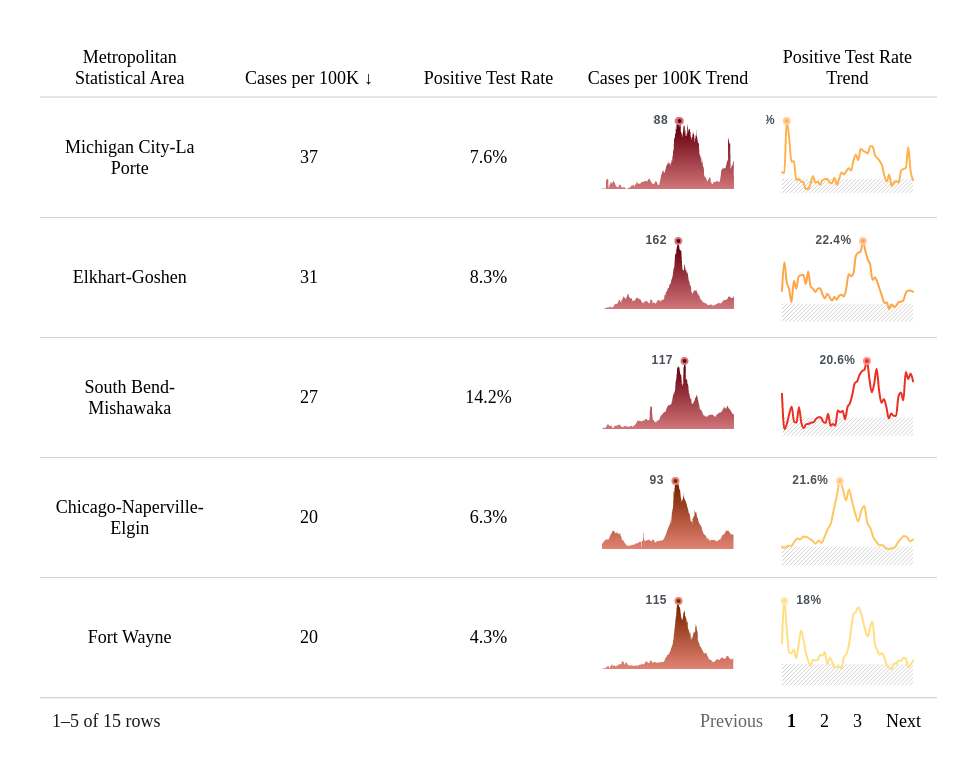 Metropolitan
Statistical Area
Cases per 100K ↓
Positive Test Rate
Cases per 100K Trend
Positive Test Rate
Trend
Michigan City-La
Porte
37
7.6%
88
%
Elkhart-Goshen
31
8.3%
162
22.4%
South Bend-
Mishawaka
27
14.2%
117
20.6%
Chicago-Naperville-
Elgin
20
6.3%
93
21.6%
Fort Wayne
20
4.3%
115
18%
1–5 of 15 rows
Previous 1 2 3 Next